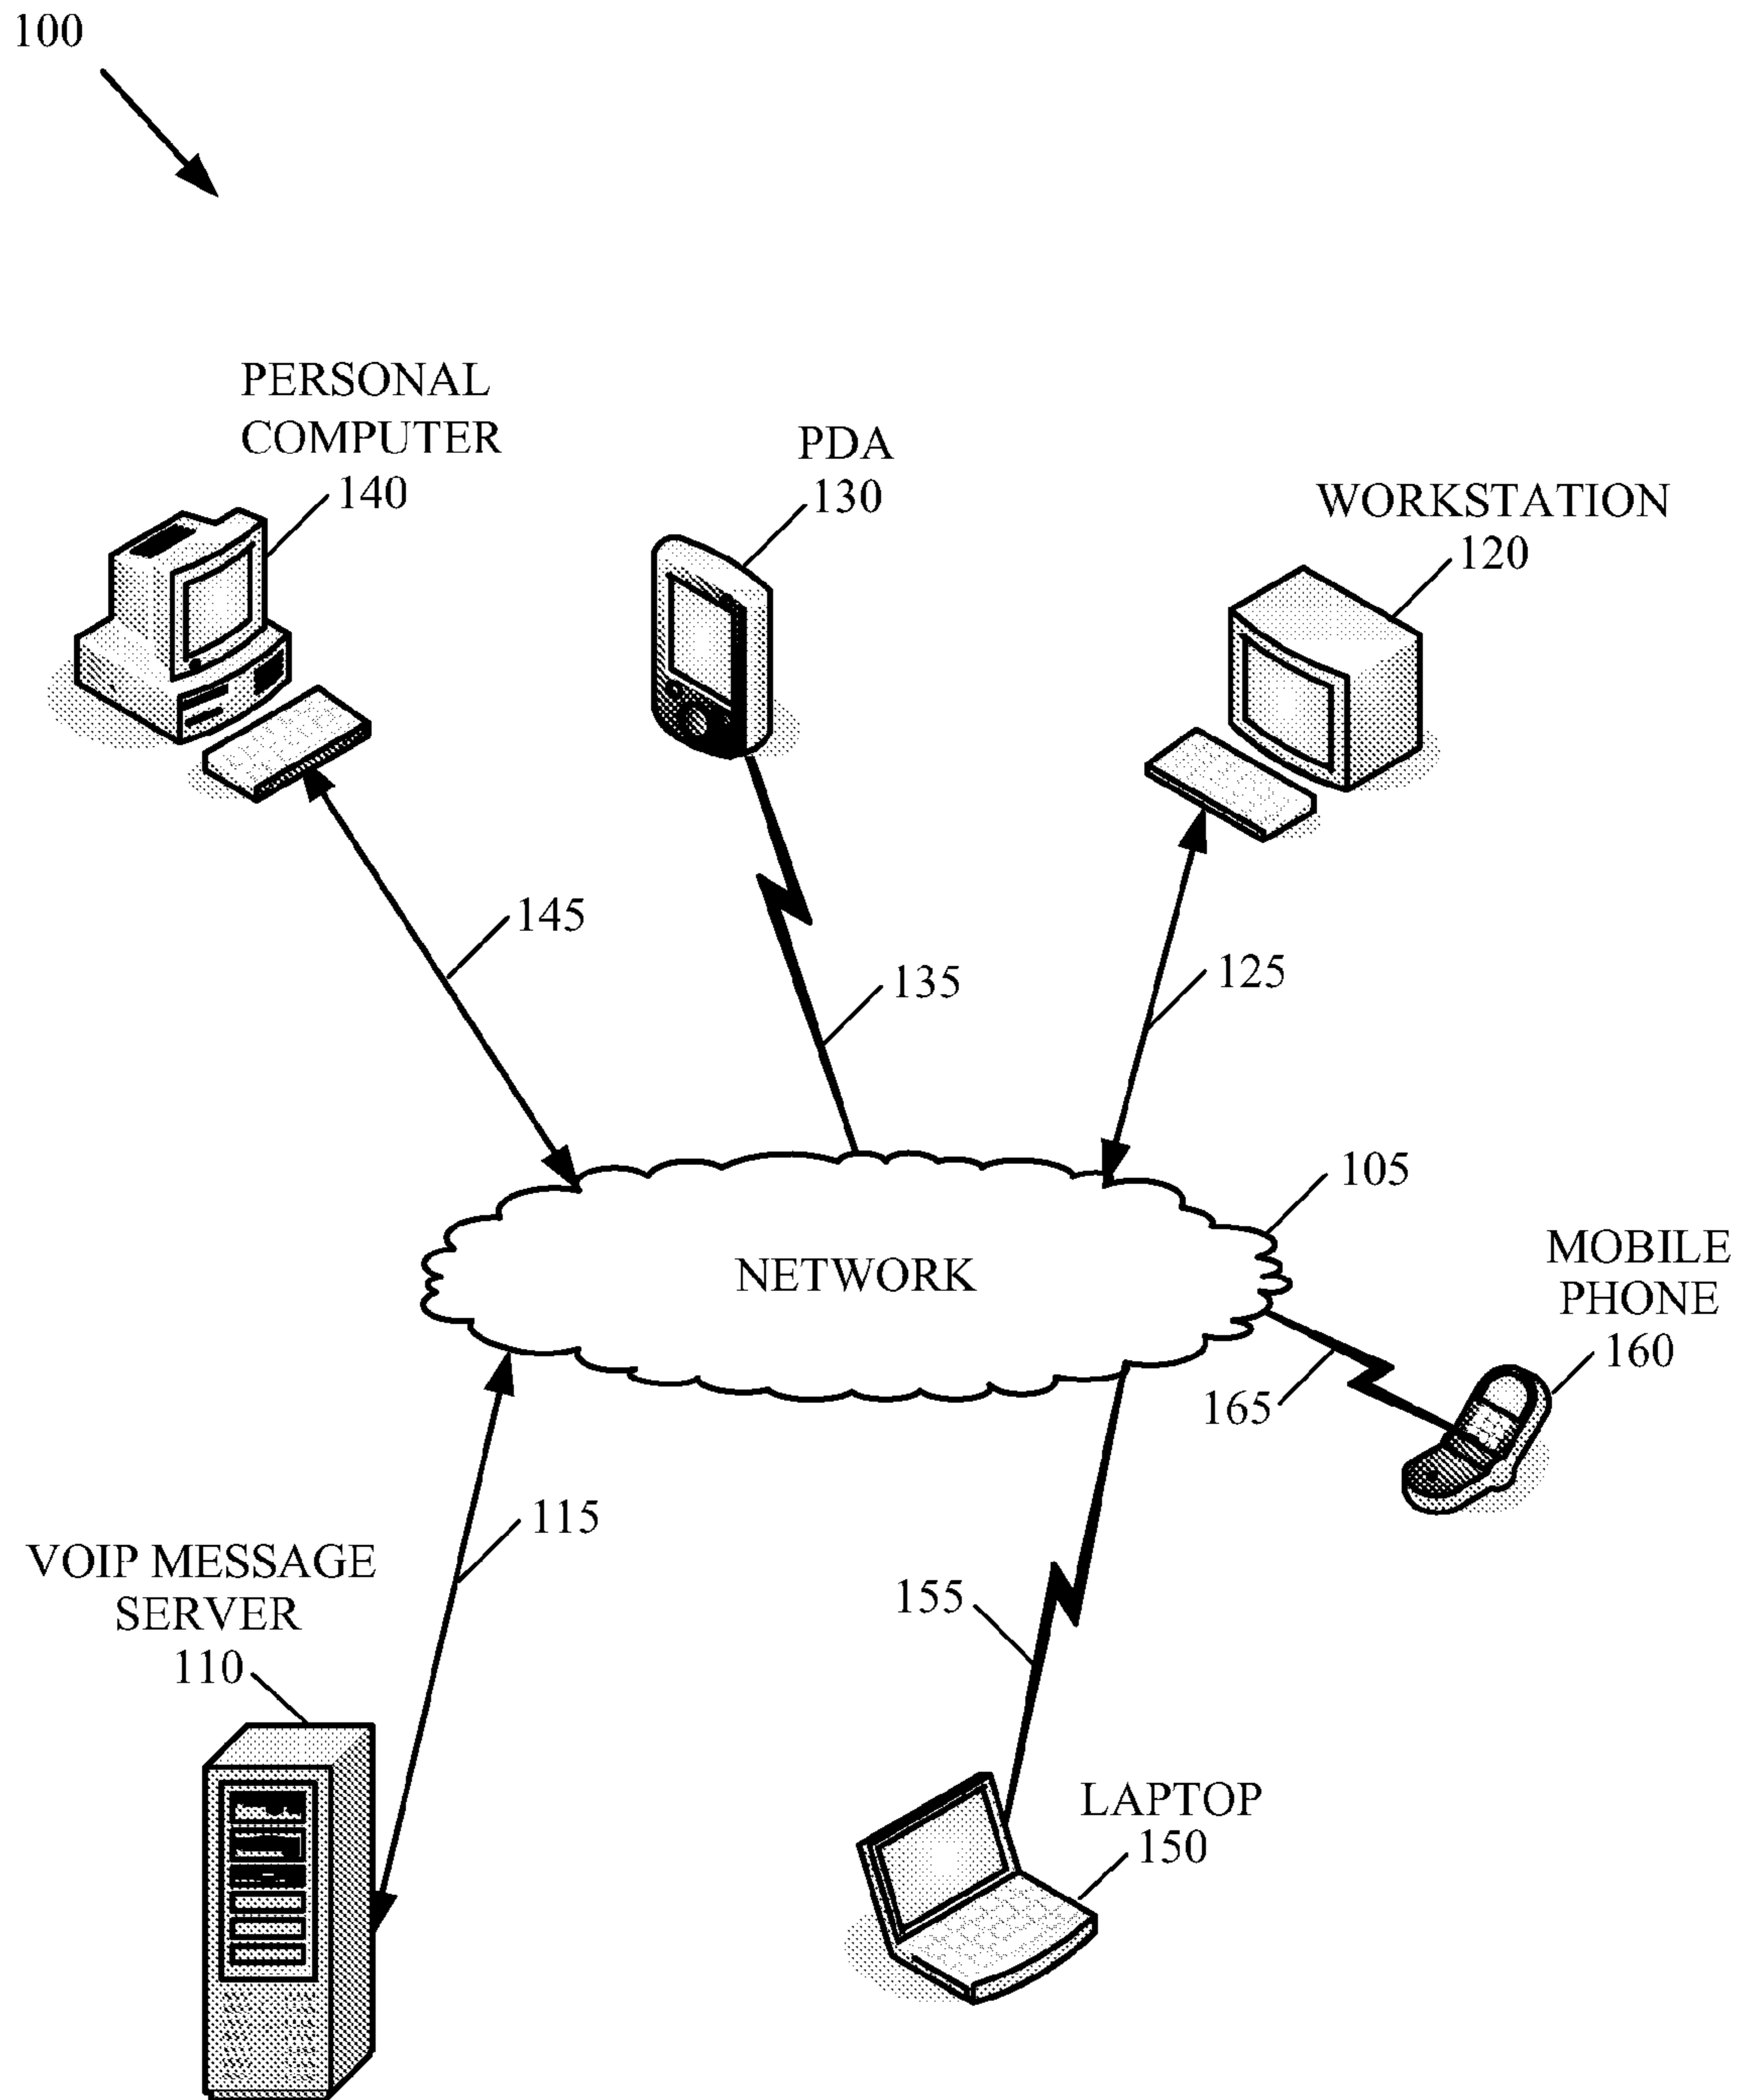 100
PERSONAL
COMPUTER
140
PDA
130
WORKSTATION
120
145
135
125
105
NETWORK
MOBILE
PHONE
160
165
115
VOIP MESSAGE
SERVER
110
155
LAPTOP
150